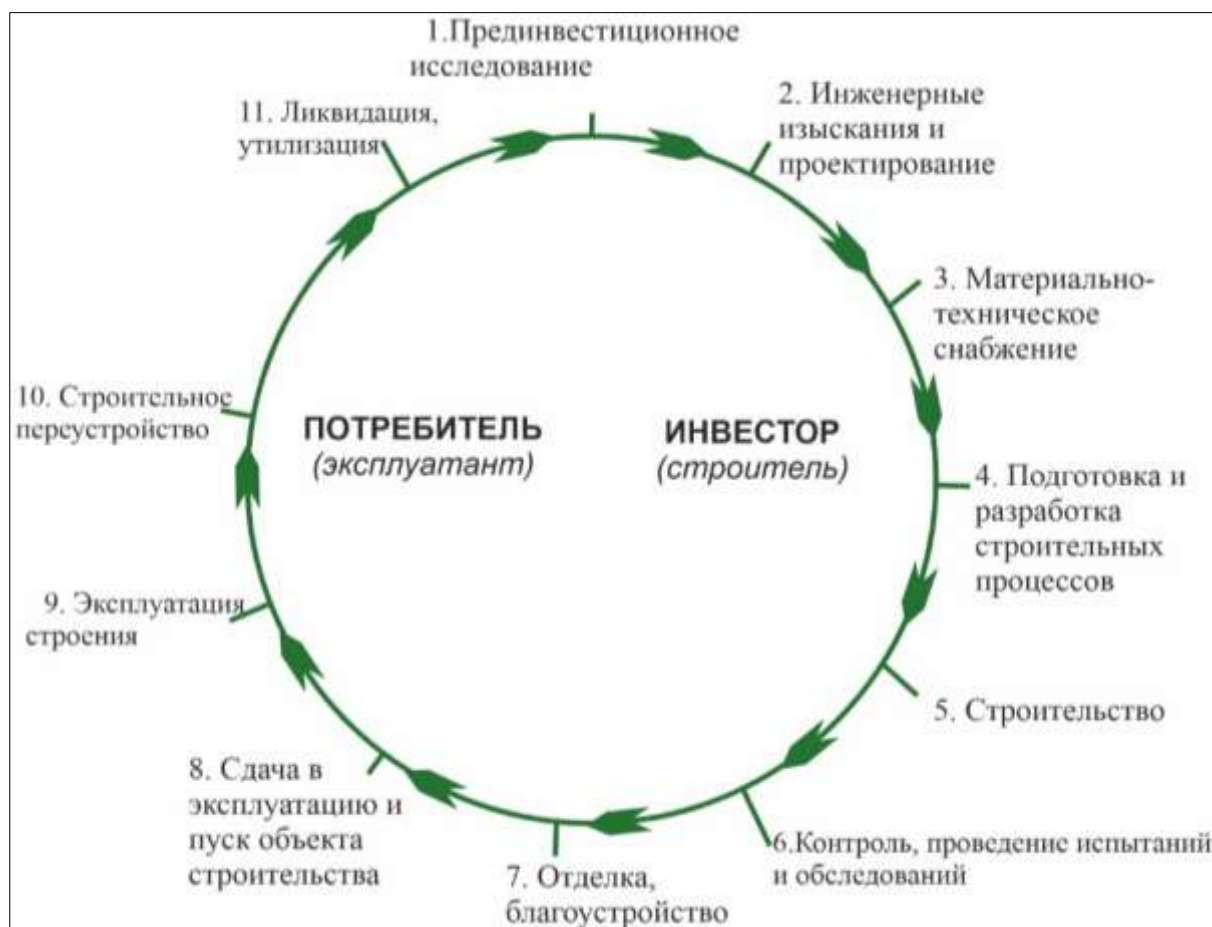 1.Прединвестиционное
исследование
2. Инженерные
изыскания и
проектирование
3. Материально-
техническое
снабжение
4. Подготовка и
разработка
строительных
процессов
5. Строительство
6.Контроль, проведение испытаний
и обследований
7. Отделка,
благоустройство
8. Сдача в
эксплуатацию и
пуск объекта
строительства
9. Эксплуатация
строения
10. Строительное
переустройство
11. Ликвидация,
утилизация
ПОТРЕБИТЕЛЬ
(эксплуатант)
ИНВЕСТОР
(строитель)